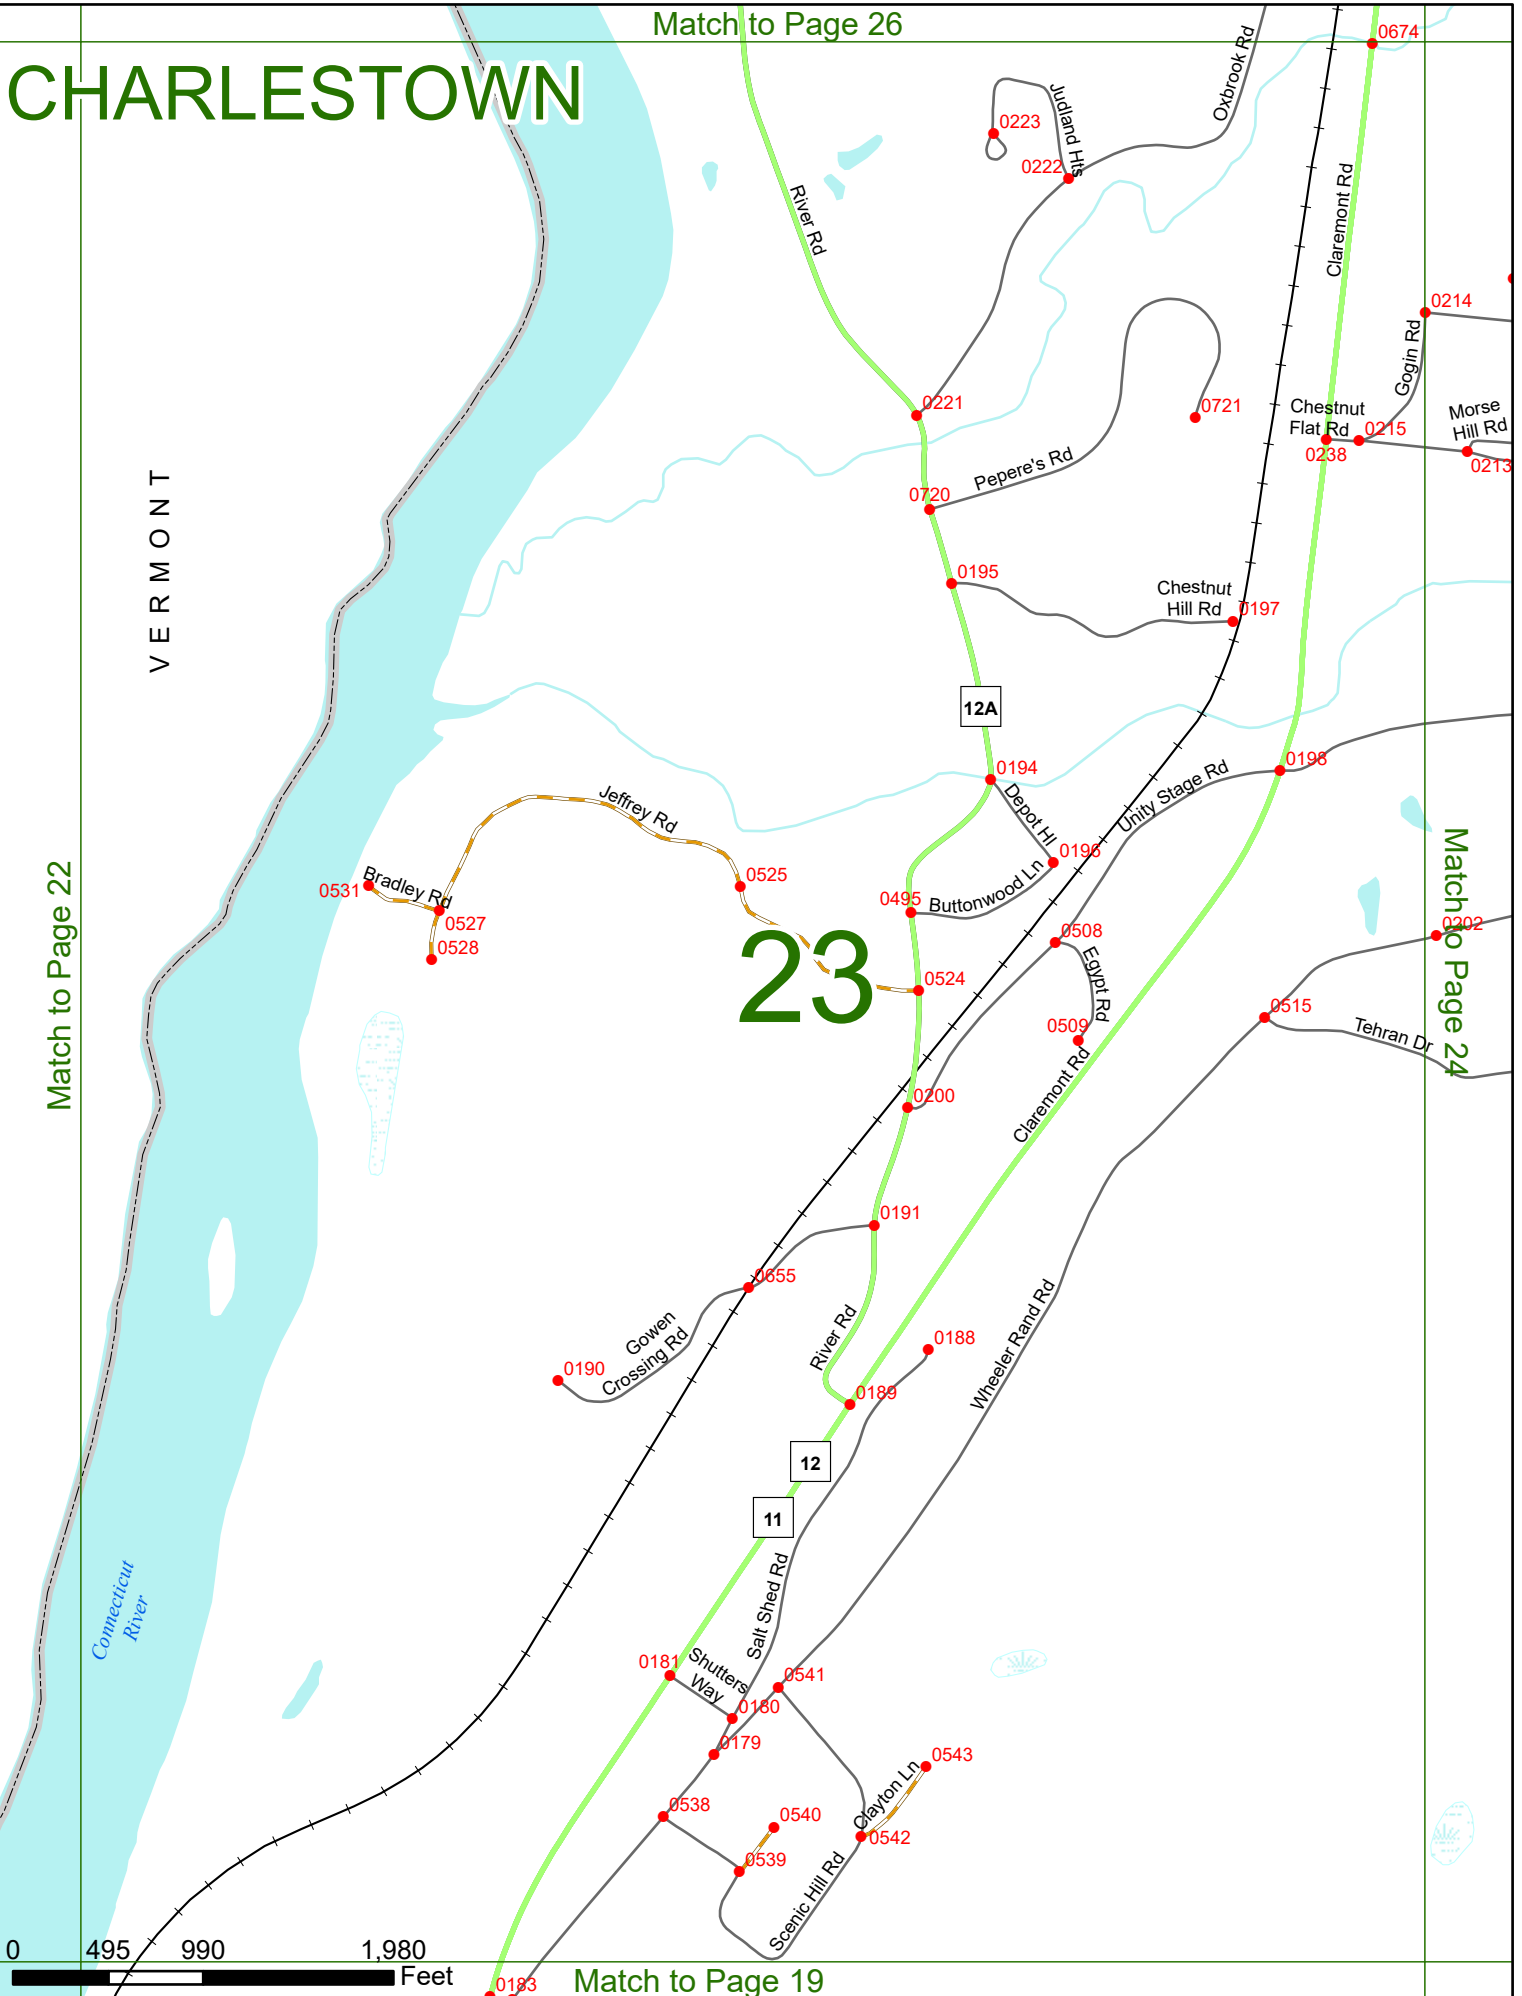 Match to Page 26
0674
CHARLESTOWN
Oxbrook Rd
Judland Hts
0223
0222
Claremont Rd
River Rd
0214
Gogin Rd
0221
0721
Chestnut
Flat Rd
0215
Morse
Hill Rd
0238
0213
Pepere's Rd
0720
VERMONT
0195
Chestnut
Hill Rd
0197
12A
0194
0198
Unity Stage Rd
Depot Hl
Jeffrey Rd
0196
Match to Page 22
Match to Page 24
Bradley Rd
0531
0525
0527
0528
0495
Buttonwood Ln
0202
23
0508
Egypt Rd
0524
0509
0515
Tehran Dr
Claremont Rd
0200
0191
0655
Gowen
Crossing Rd
0190
River Rd
0188
Wheeler Rand Rd
0189
12
11
Connecticut
River
Salt Shed Rd
0181
Shutters
Way
0541
0180
0179
0543
Clayton Ln
0538
0540
0542
0539
Scenic Hill Rd
0 495 990 1,980
Feet
0183
Match to Page 19